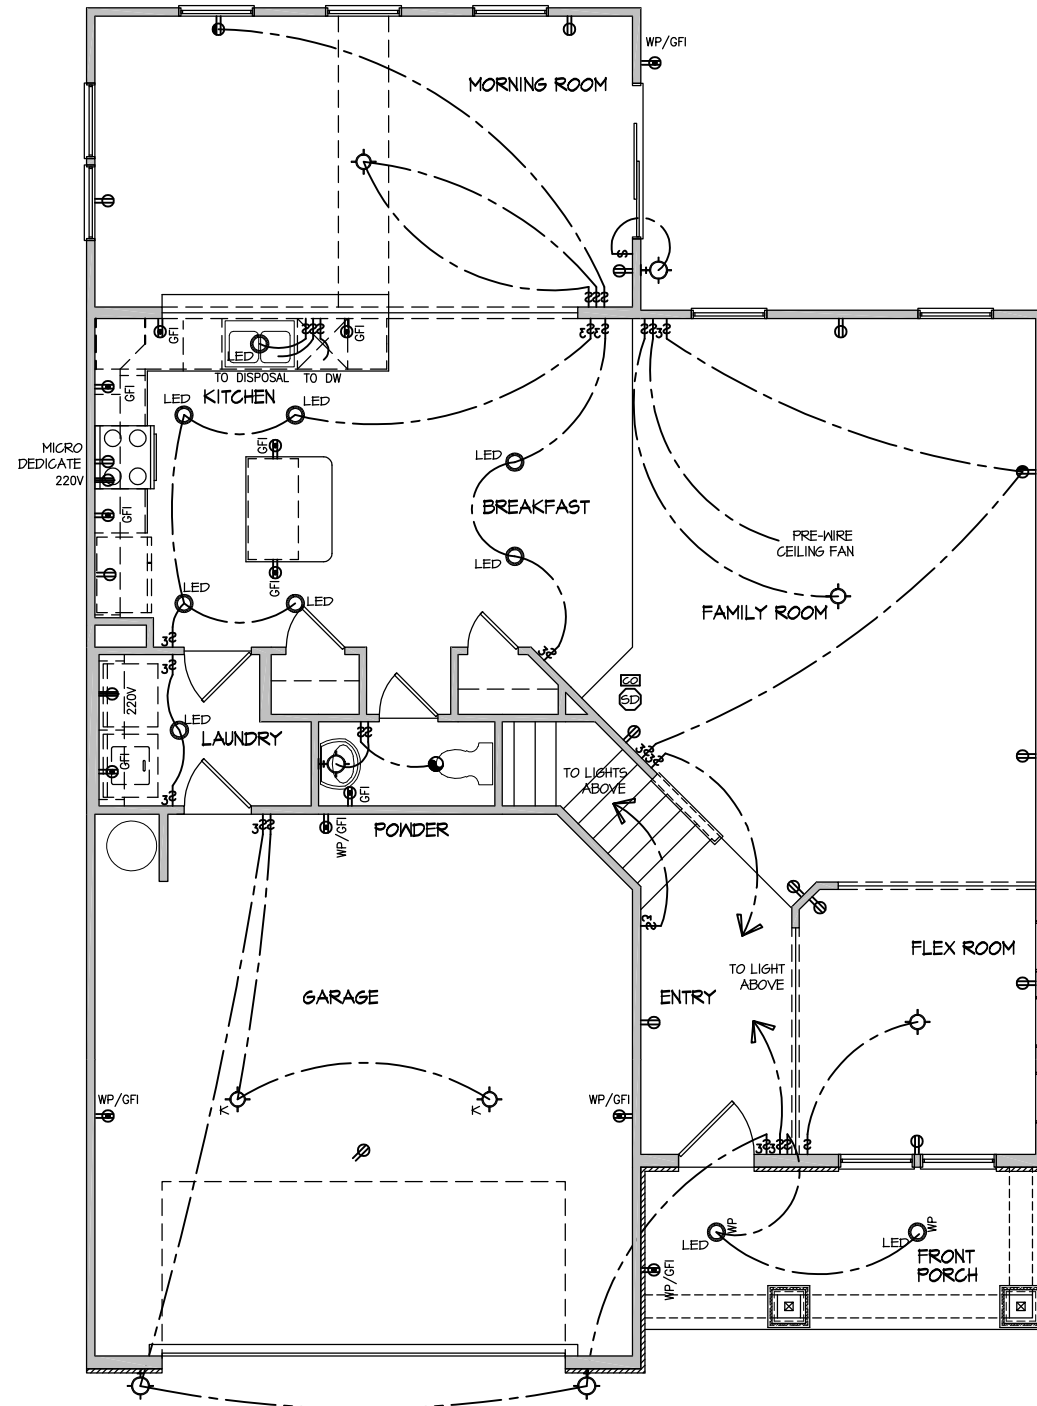 WP/GFI
MORNING ROOM
S
GFI
GFI
LED
TO DISPOSAL
TO DW
KITCHEN
GFI
LED
LED
MICRO
DEDICATE
220V
GFI
LED
GFI
BREAKFAST
PRE-WIRE
CEILING FAN
LED
GFI
LED
LED
FAMILY ROOM
CO
SD
220V
LED
LAUNDRY
GFI
TO LIGHTS
ABOVE
GFI
WP/GFI
POWDER
FLEX ROOM
TO LIGHT
ABOVE
GARAGE
ENTRY
WP/GFI
WP/GFI
K
K
WP
WP
LED
LED
FRONT
PORCH
WP/GFI